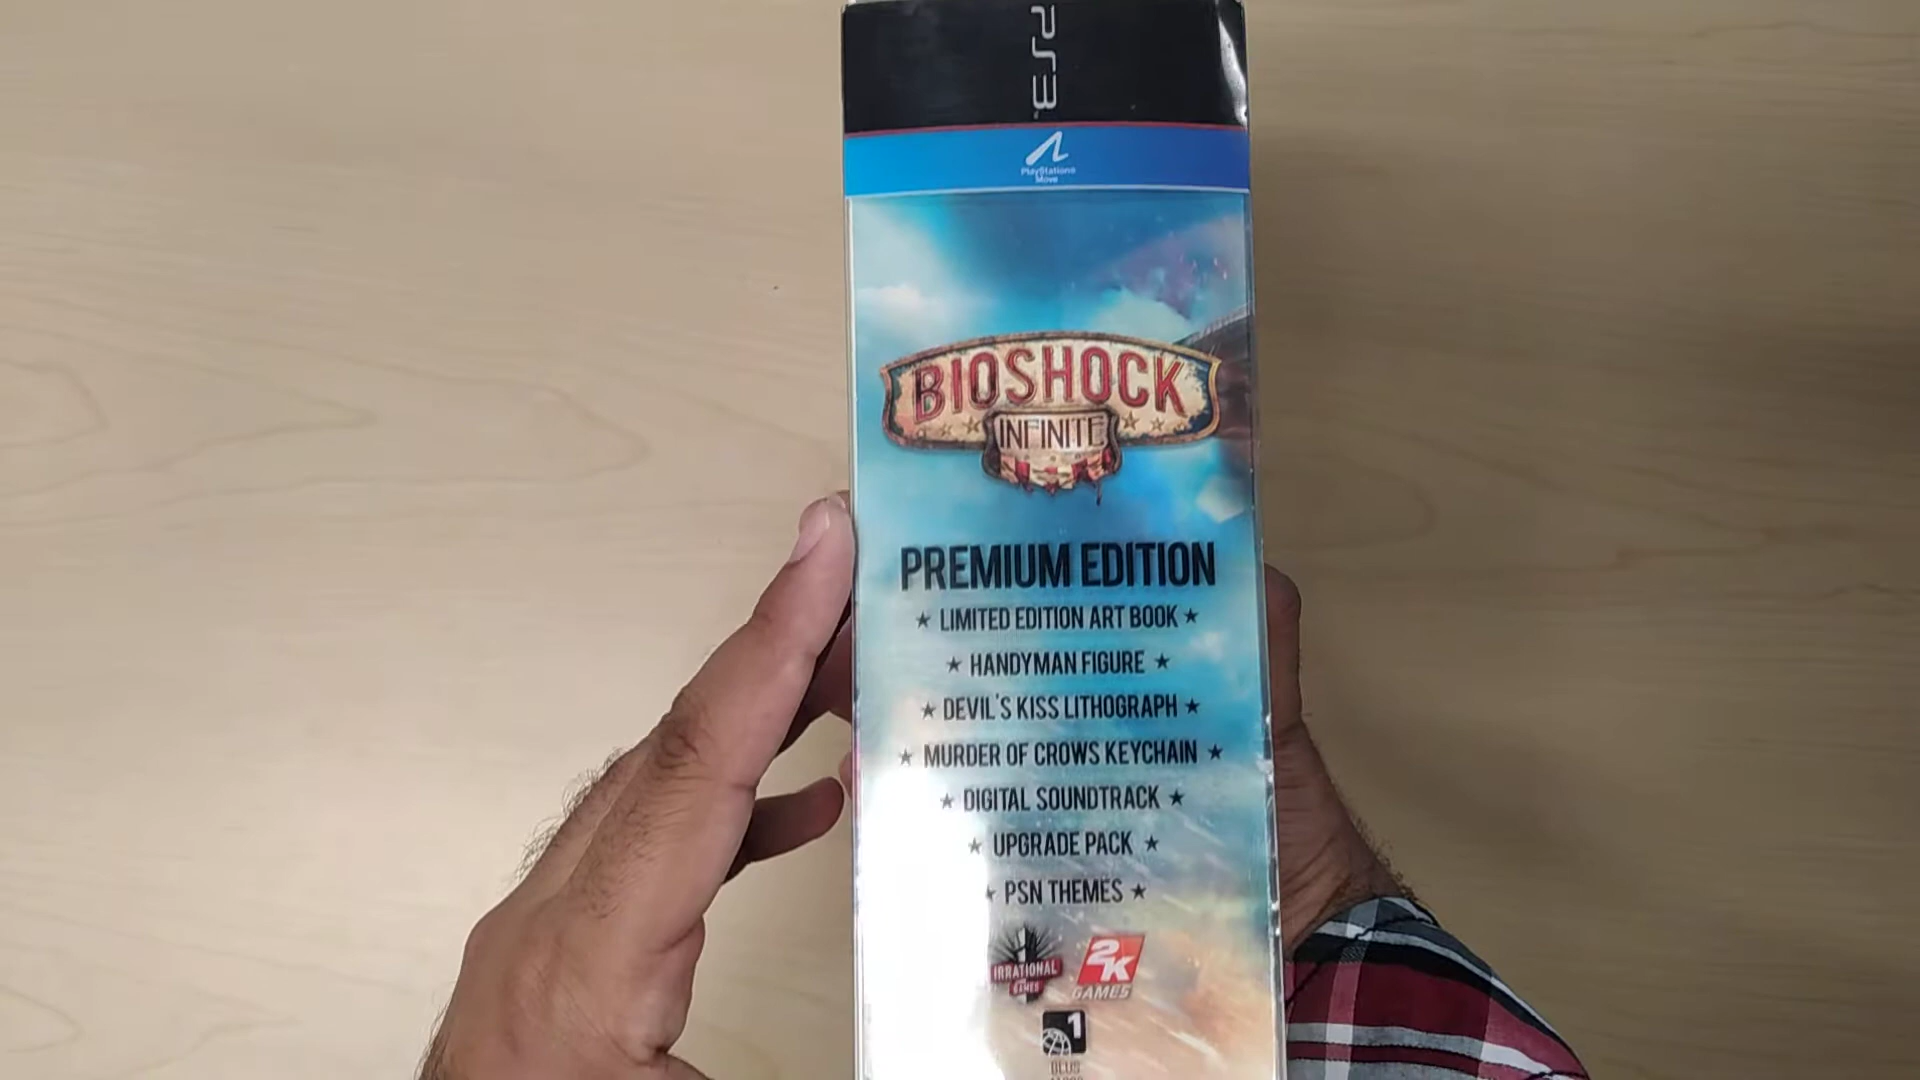 PS3
PlayStation®
Move
BIOSHOCK
INFINITE
PREMIUM EDITION
★ LIMITED EDITION ART BOOK ★
★ HANDYMAN FIGURE ★
★ DEVIL'S KISS LITHOGRAPH ★
★ MURDER OF CROWS KEYCHAIN ★
★ DIGITAL SOUNDTRACK ★
★ UPGRADE PACK ★
★ PSN THEMES ★
IRRATIONAL
GAMES
2K
GAMES
1